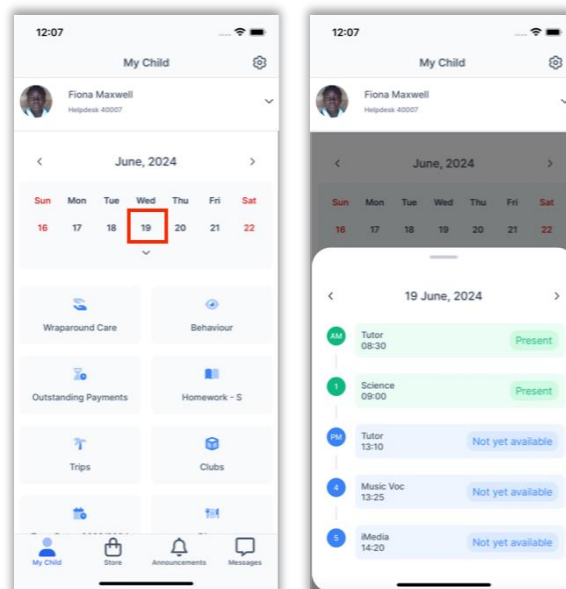 12:07
My Child
Fiona Maxwell
Helpdesk 40007
June, 2024
Sun Mon Tue Wed Thu Fri Sat
16 17 18 19 20 21 22
Wraparound Care
Behaviour
Outstanding Payments
Homework - S
Trips
Clubs
My Child
Store
Announcements
Messages
12:07
My Child
Fiona Maxwell
Helpdesk 40007
June, 2024
Sun Mon Tue Wed Thu Fri Sat
16 17 18 19 20 21 22
19 June, 2024
AM Tutor
08:30
Present
1 Science
09:00
Present
PM Tutor
13:10
Not yet available
4 Music Voc
13:25
Not yet available
5 iMedia
14:20
Not yet available